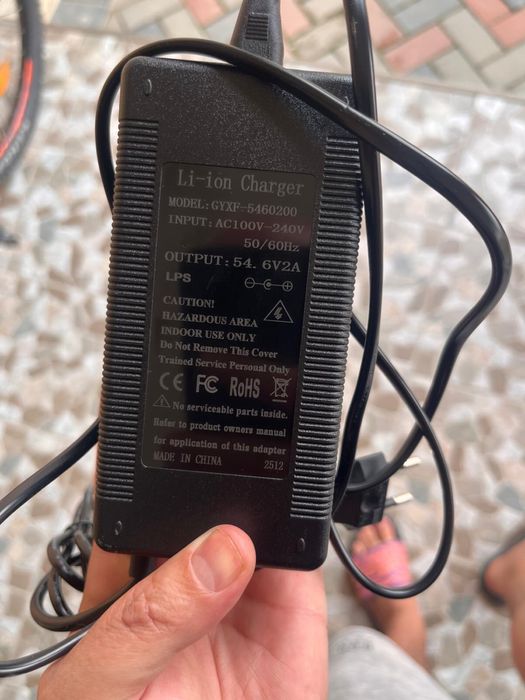 Li-ion Charger
MODEL:GYXF-5460200
INPUT:AC100V-240V
50/60Hz
OUTPUT:54.6V2A
LPS
CAUTION!
HAZARDOUS AREA
INDOOR USE ONLY
Do Not Remove This Cover
Trained Service Personal Only
CE FC RoHS
No serviceable parts inside.
Refer to product owners manual
for application of this adaptor
MADE IN CHINA 2512